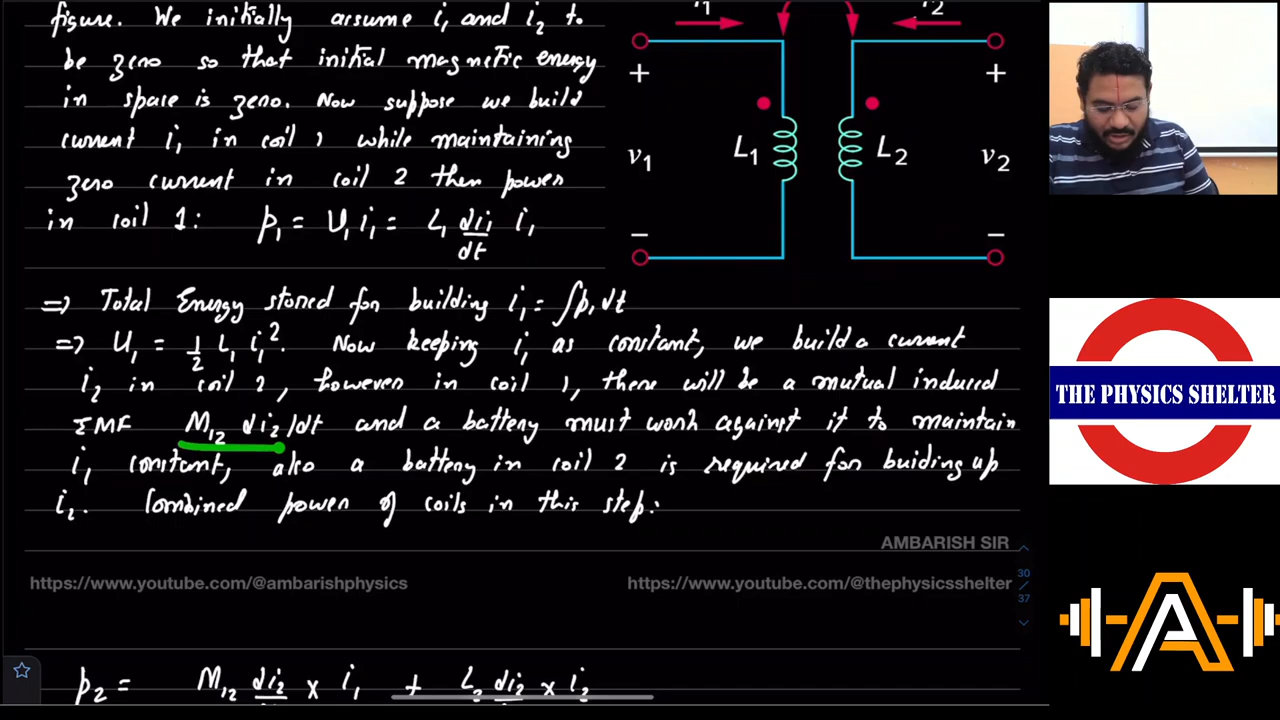 figure. We initially assume i₁ and i₂ to
be zero so that initial magnetic energy
in space is zero. Now suppose we build
current i₁ in coil 1 while maintaining
zero current in coil 2 then power
in coil 1: p₁ = V₁ i₁ = L₁ di₁/dt i₁
⇒ Total Energy stored for building i₁ = ∫p₁ dt
⇒ U₁ = 1/2 L₁ i₁². Now keeping i₁ as constant, we build a current
i₂ in coil 2, however in coil 1, there will be a mutual induced
EMF M₁₂ di₂/dt and a battery must work against it to maintain
i₁ constant, also a battery in coil 2 is required for buiding up
i₂. Combined power of coils in this step:
AMBARISH SIR
https://www.youtube.com/@ambarishphysics
https://www.youtube.com/@thephysicsshelter
30
/
37
p₂ = M₁₂ di₂ × i₁ + L₂ di₂ × i₂
i₁
i₂
+
+
v₁
L₁
L₂
v₂
−
−
THE PHYSICS SHELTER
A